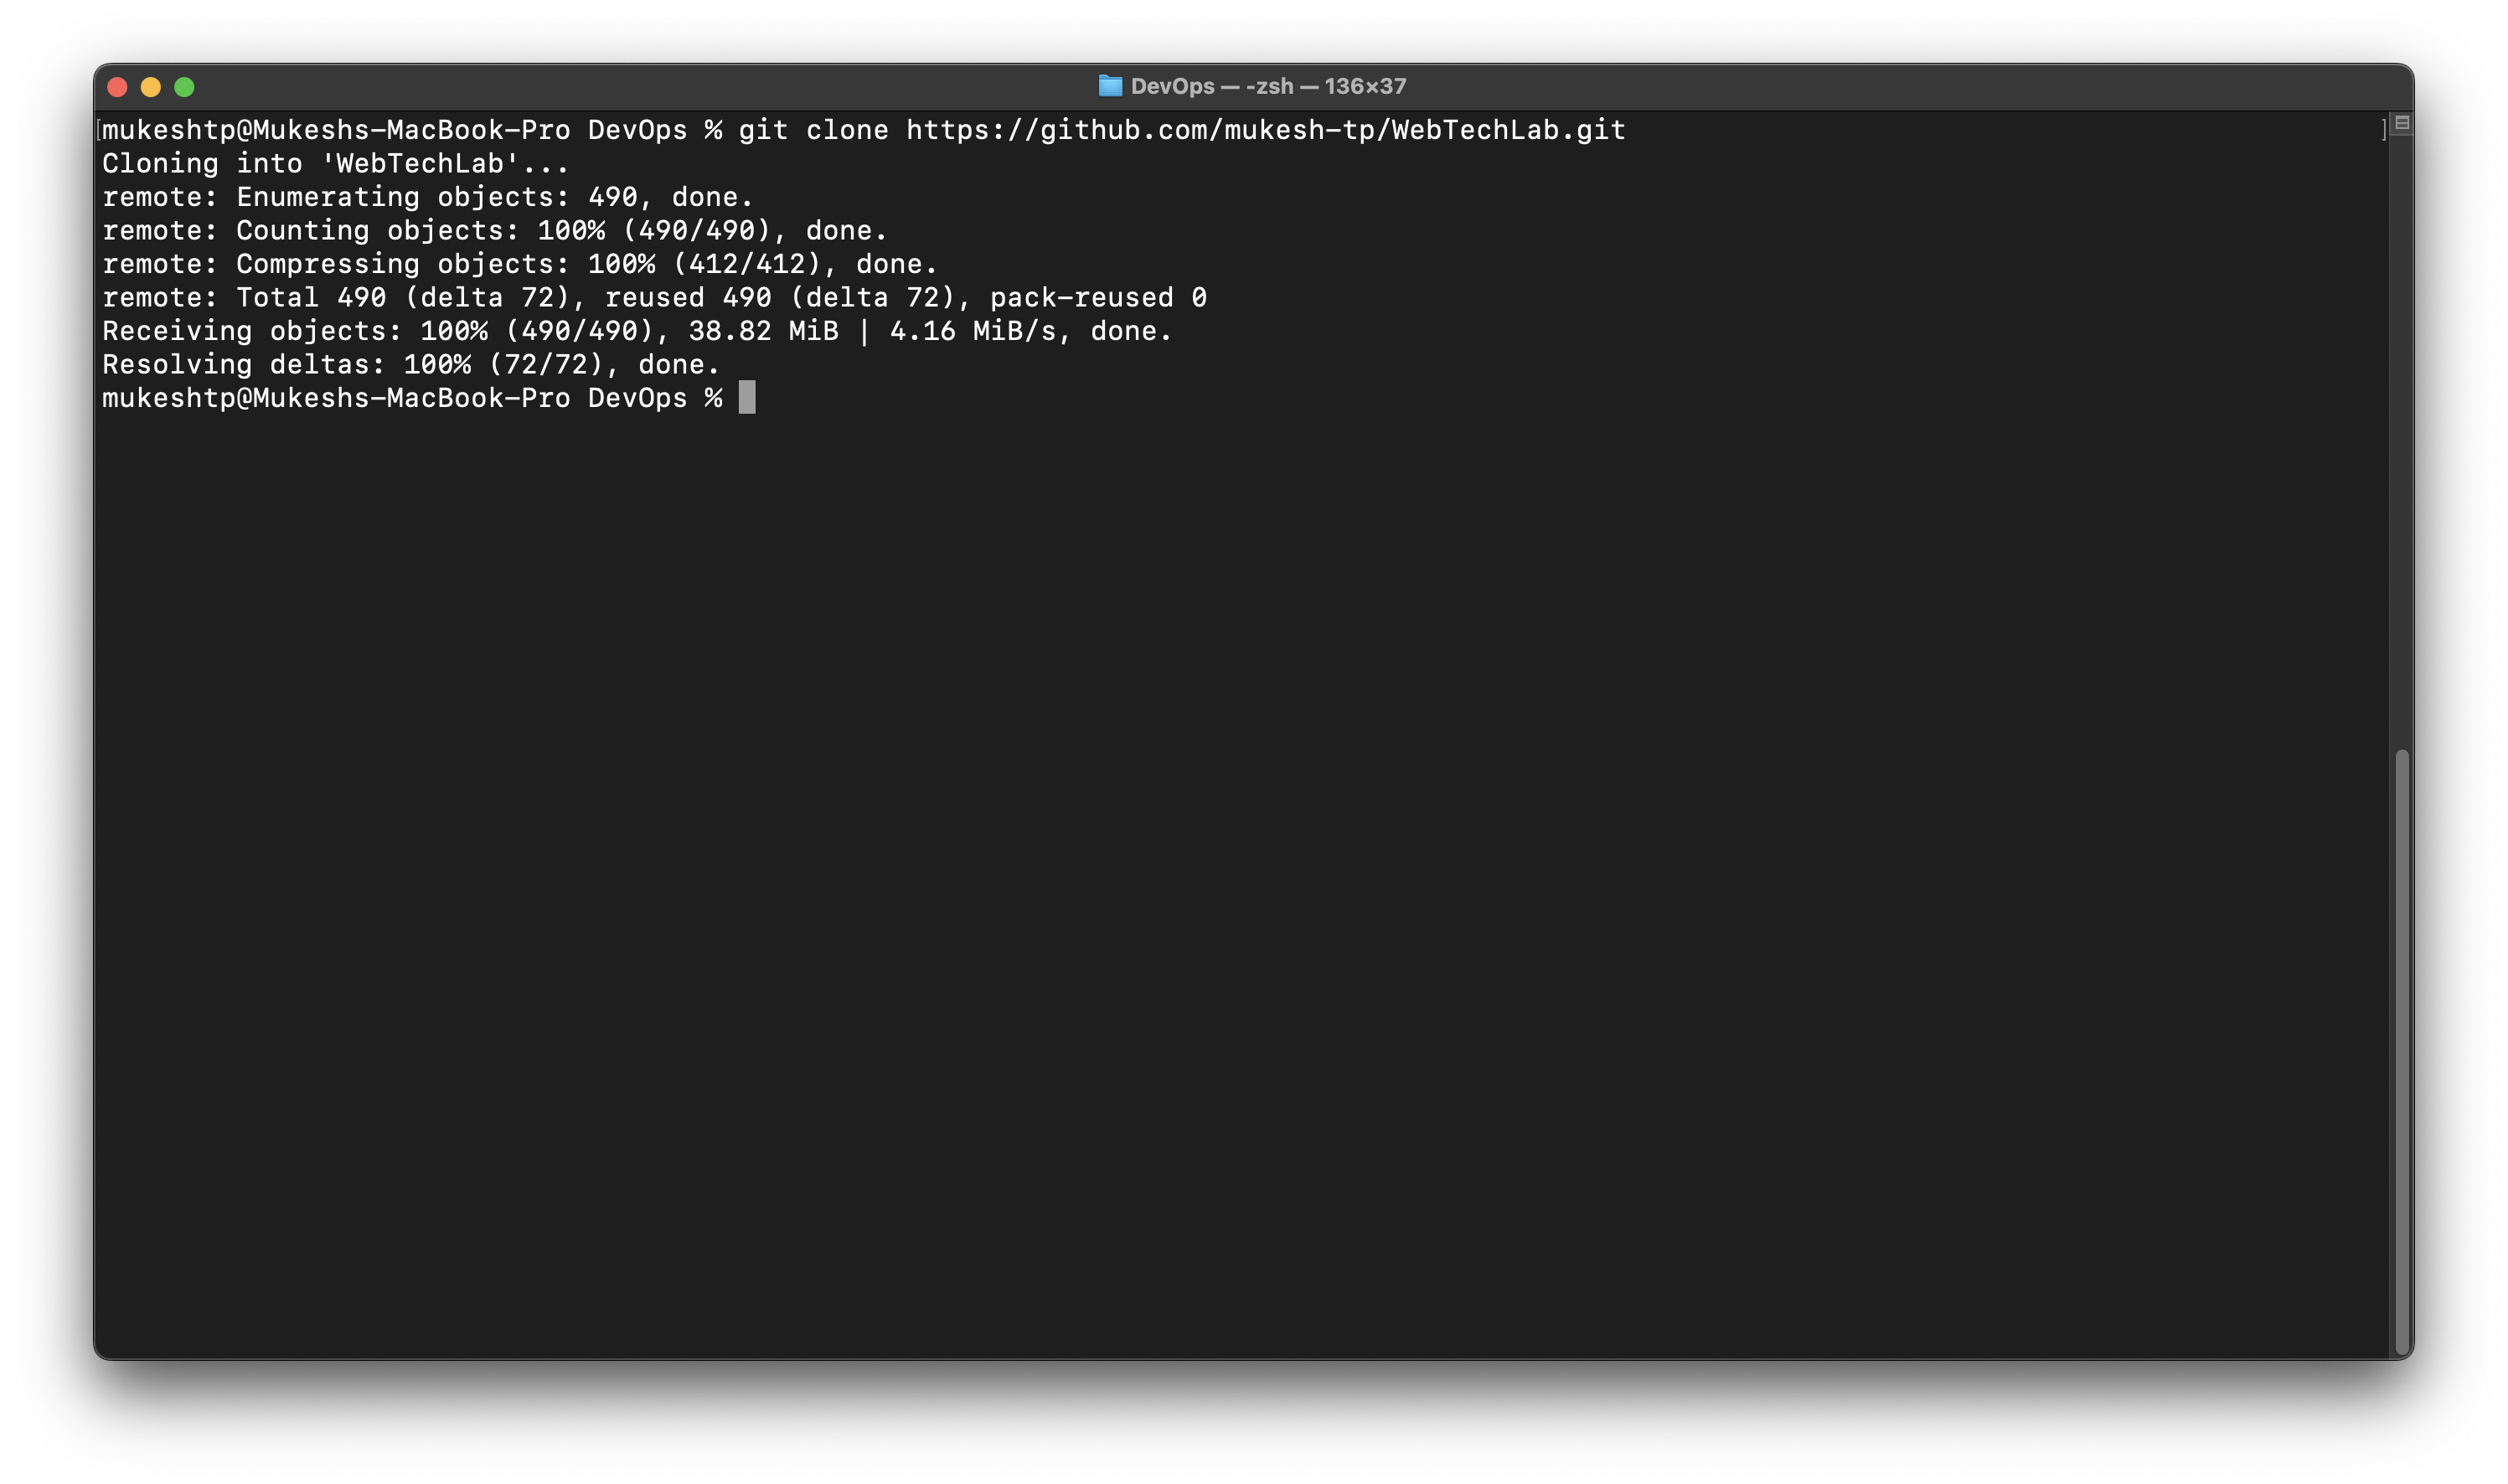 DevOps — -zsh — 136×37
[mukeshtp@Mukeshs-MacBook-Pro DevOps % git clone https://github.com/mukesh-tp/WebTechLab.git ]
Cloning into 'WebTechLab'...
remote: Enumerating objects: 490, done.
remote: Counting objects: 100% (490/490), done.
remote: Compressing objects: 100% (412/412), done.
remote: Total 490 (delta 72), reused 490 (delta 72), pack-reused 0
Receiving objects: 100% (490/490), 38.82 MiB | 4.16 MiB/s, done.
Resolving deltas: 100% (72/72), done.
mukeshtp@Mukeshs-MacBook-Pro DevOps %